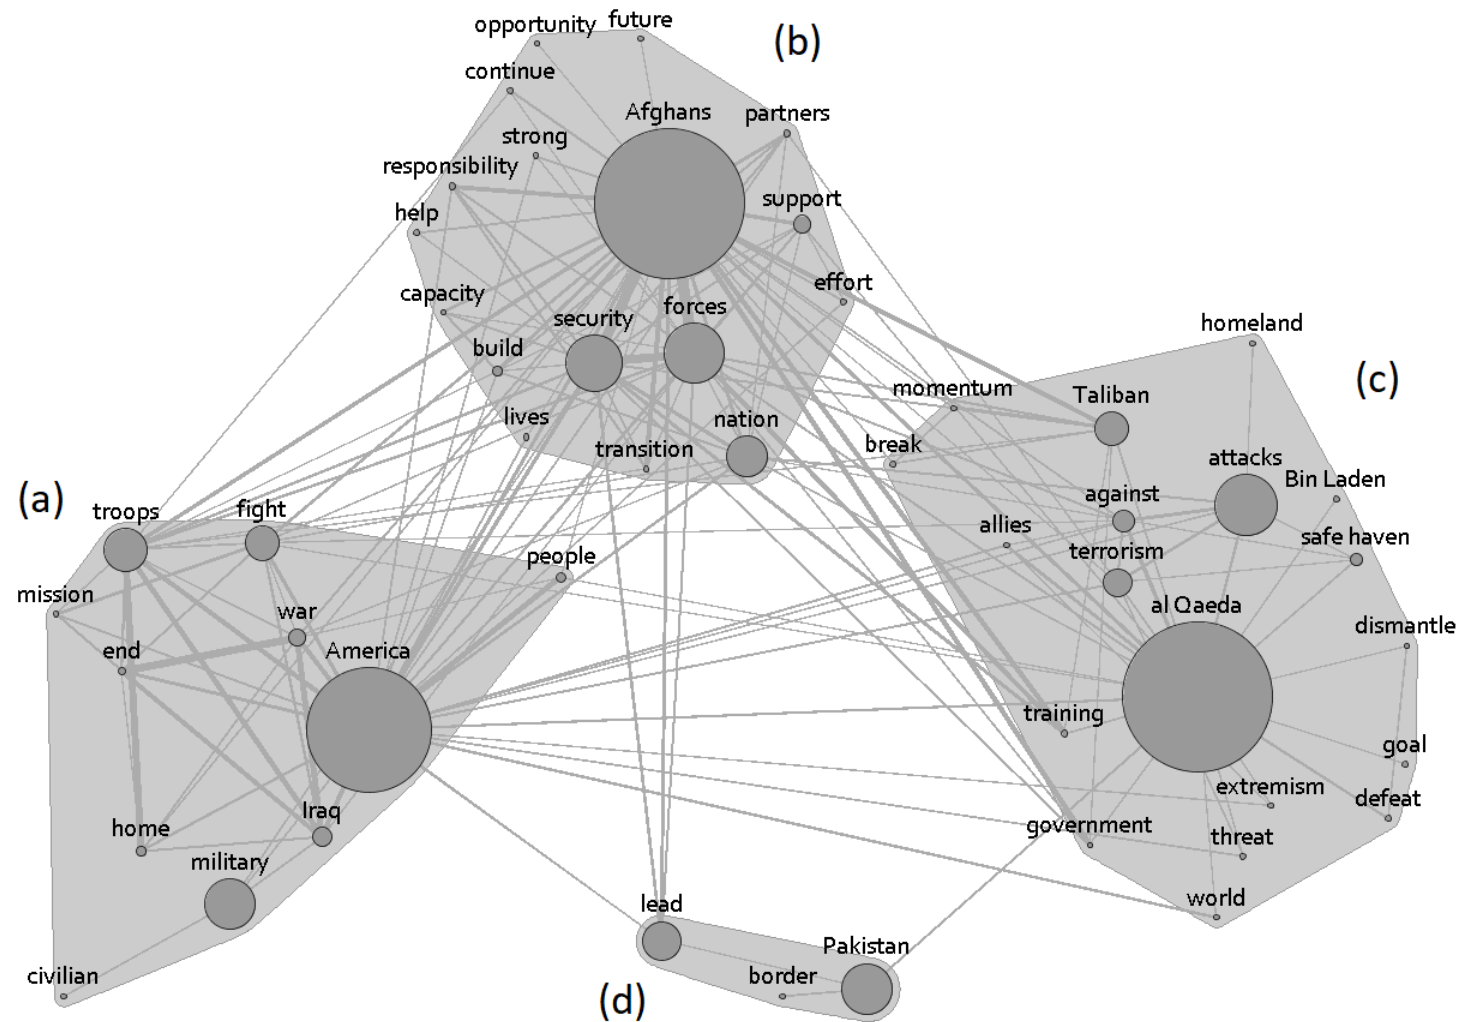 opportunity
future
(b)
continue
Afghans
partners
strong
responsibility
support
help
effort
capacity
forces
security
build
homeland
(c)
momentum
Taliban
lives
nation
transition
break
attacks
Bin Laden
(a)
troops
fight
against
allies
safe haven
people
terrorism
mission
war
al Qaeda
end
America
dismantle
training
goal
extremism
defeat
home
Iraq
government
threat
military
world
lead
Pakistan
civilian
border
(d)